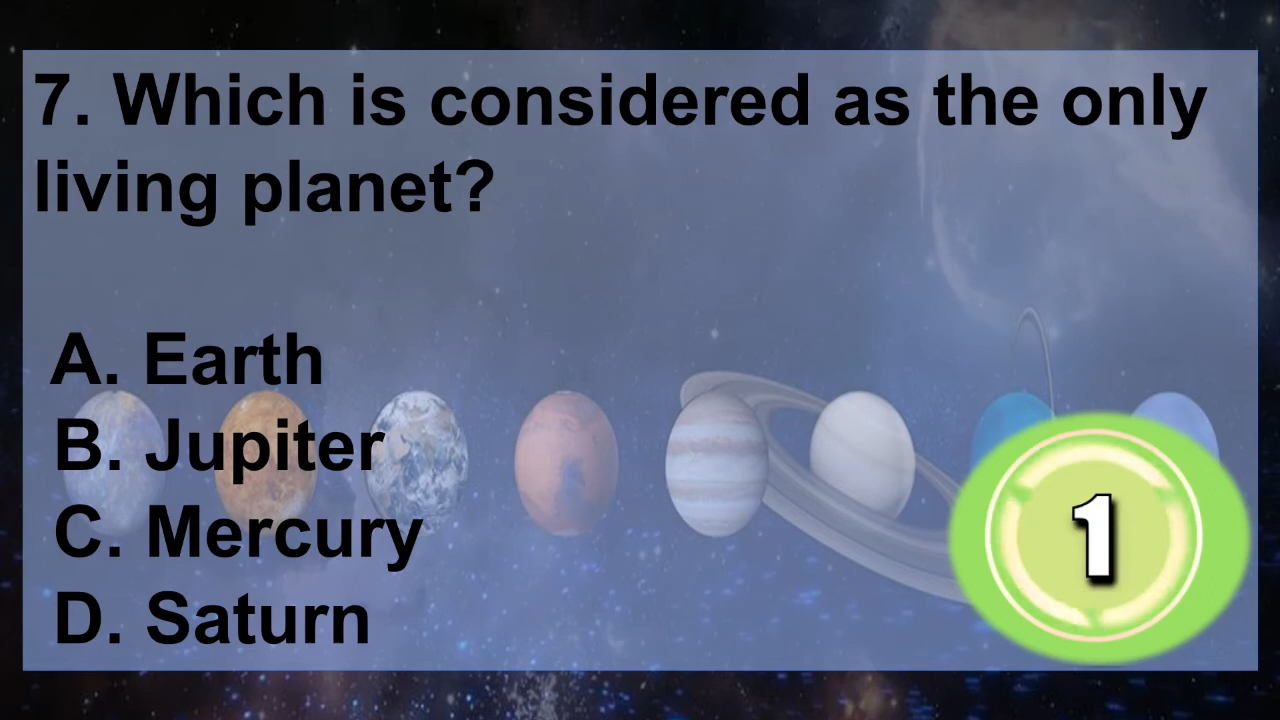 7. Which is considered as the only
living planet?
A. Earth
B. Jupiter
C. Mercury
D. Saturn
1